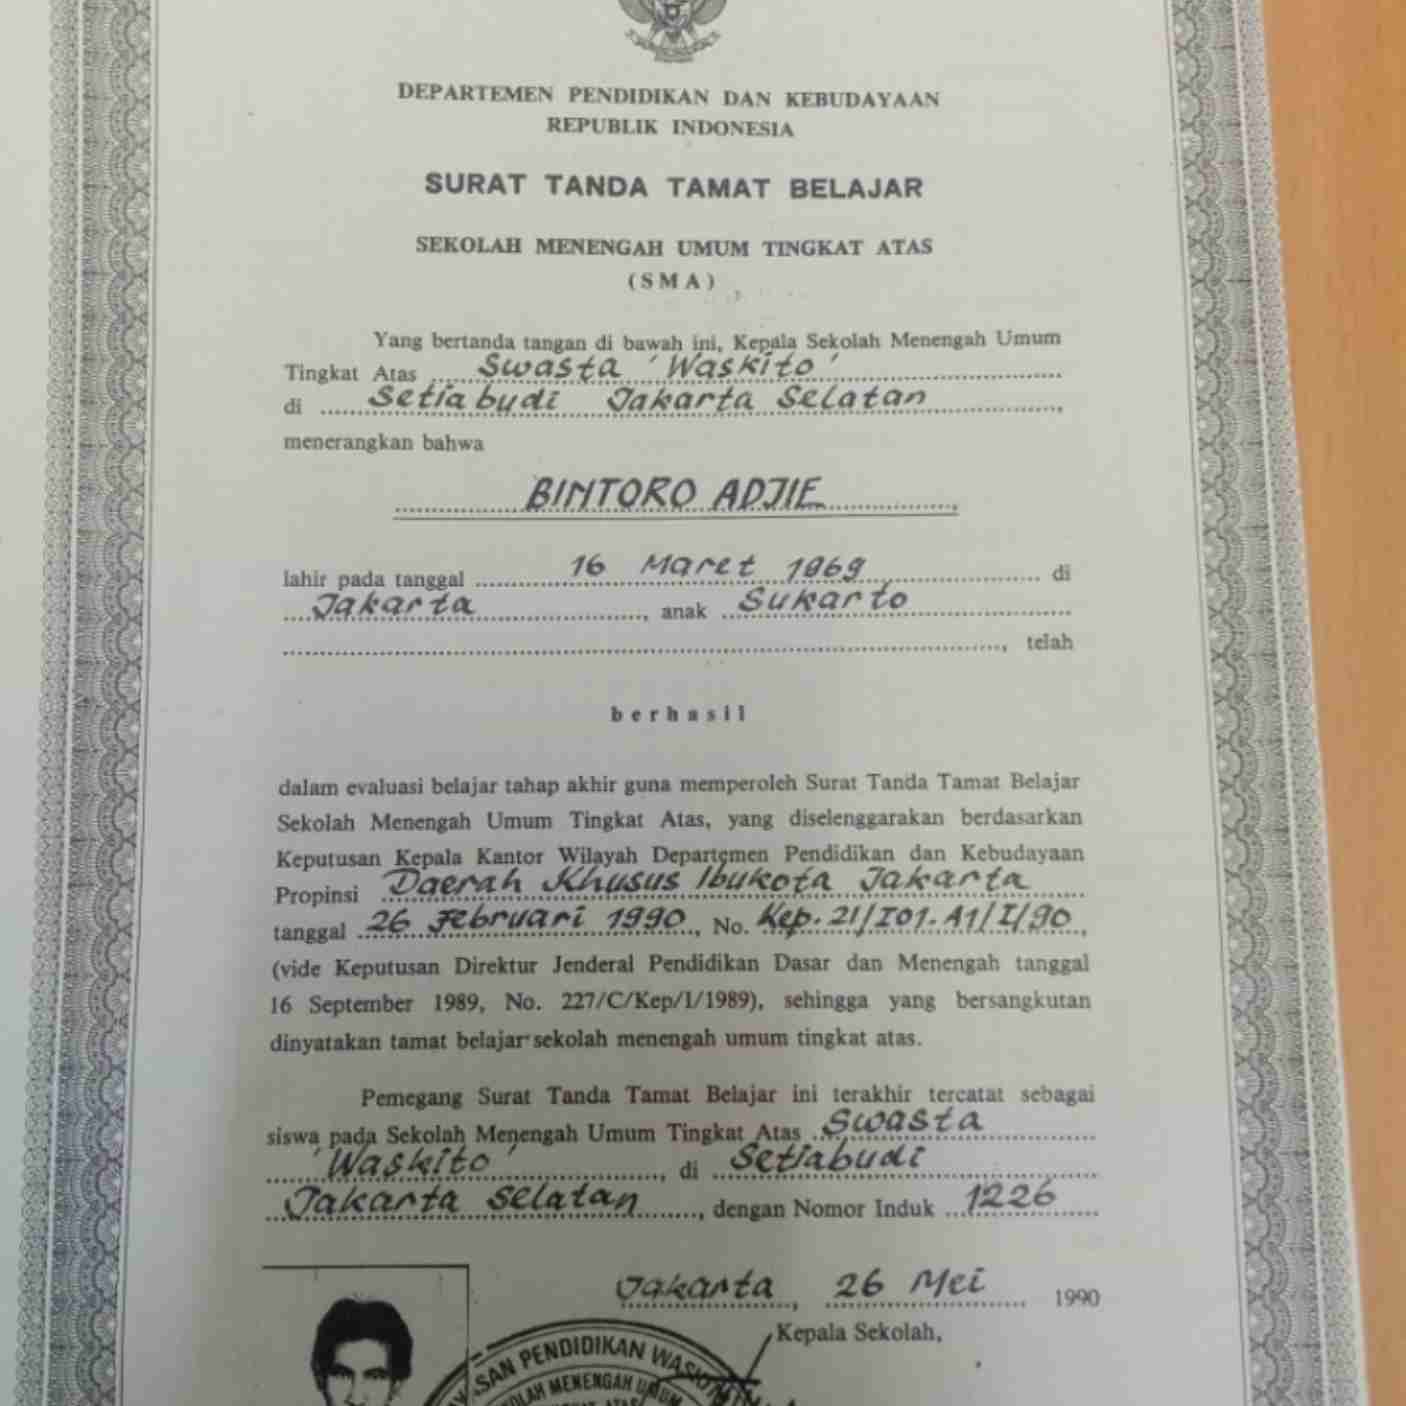 DEPARTEMEN PENDIDIKAN DAN KEBUDAYAAN
REPUBLIK INDONESIA
SURAT TANDA TAMAT BELAJAR
SEKOLAH MENENGAH UMUM TINGKAT ATAS
(SMA)
Yang bertanda tangan di bawah ini, Kepala Sekolah Menengah Umum
Tingkat Atas Swasta 'Waskito'
di Setiabudi Jakarta Selatan,
menerangkan bahwa
BINTORO ADJIE,
lahir pada tanggal 16 Maret 1969 di
Jakarta, anak Sukarto
, telah
berhasil
dalam evaluasi belajar tahap akhir guna memperoleh Surat Tanda Tamat Belajar
Sekolah Menengah Umum Tingkat Atas, yang diselenggarakan berdasarkan
Keputusan Kepala Kantor Wilayah Departemen Pendidikan dan Kebudayaan
Propinsi Daerah Khusus Ibukota Jakarta
tanggal 26 Februari 1990, No. Kep. 21/I01.A1/I/90,
(vide Keputusan Direktur Jenderal Pendidikan Dasar dan Menengah tanggal
16 September 1989, No. 227/C/Kep/I/1989), sehingga yang bersangkutan
dinyatakan tamat belajar sekolah menengah umum tingkat atas.
Pemegang Surat Tanda Tamat Belajar ini terakhir tercatat sebagai
siswa pada Sekolah Menengah Umum Tingkat Atas Swasta
'Waskito', di Setiabudi
Jakarta Selatan, dengan Nomor Induk 1226
Jakarta, 26 Mei 1990
Kepala Sekolah,
PENDIDIKAN
MENENGAH UMUM